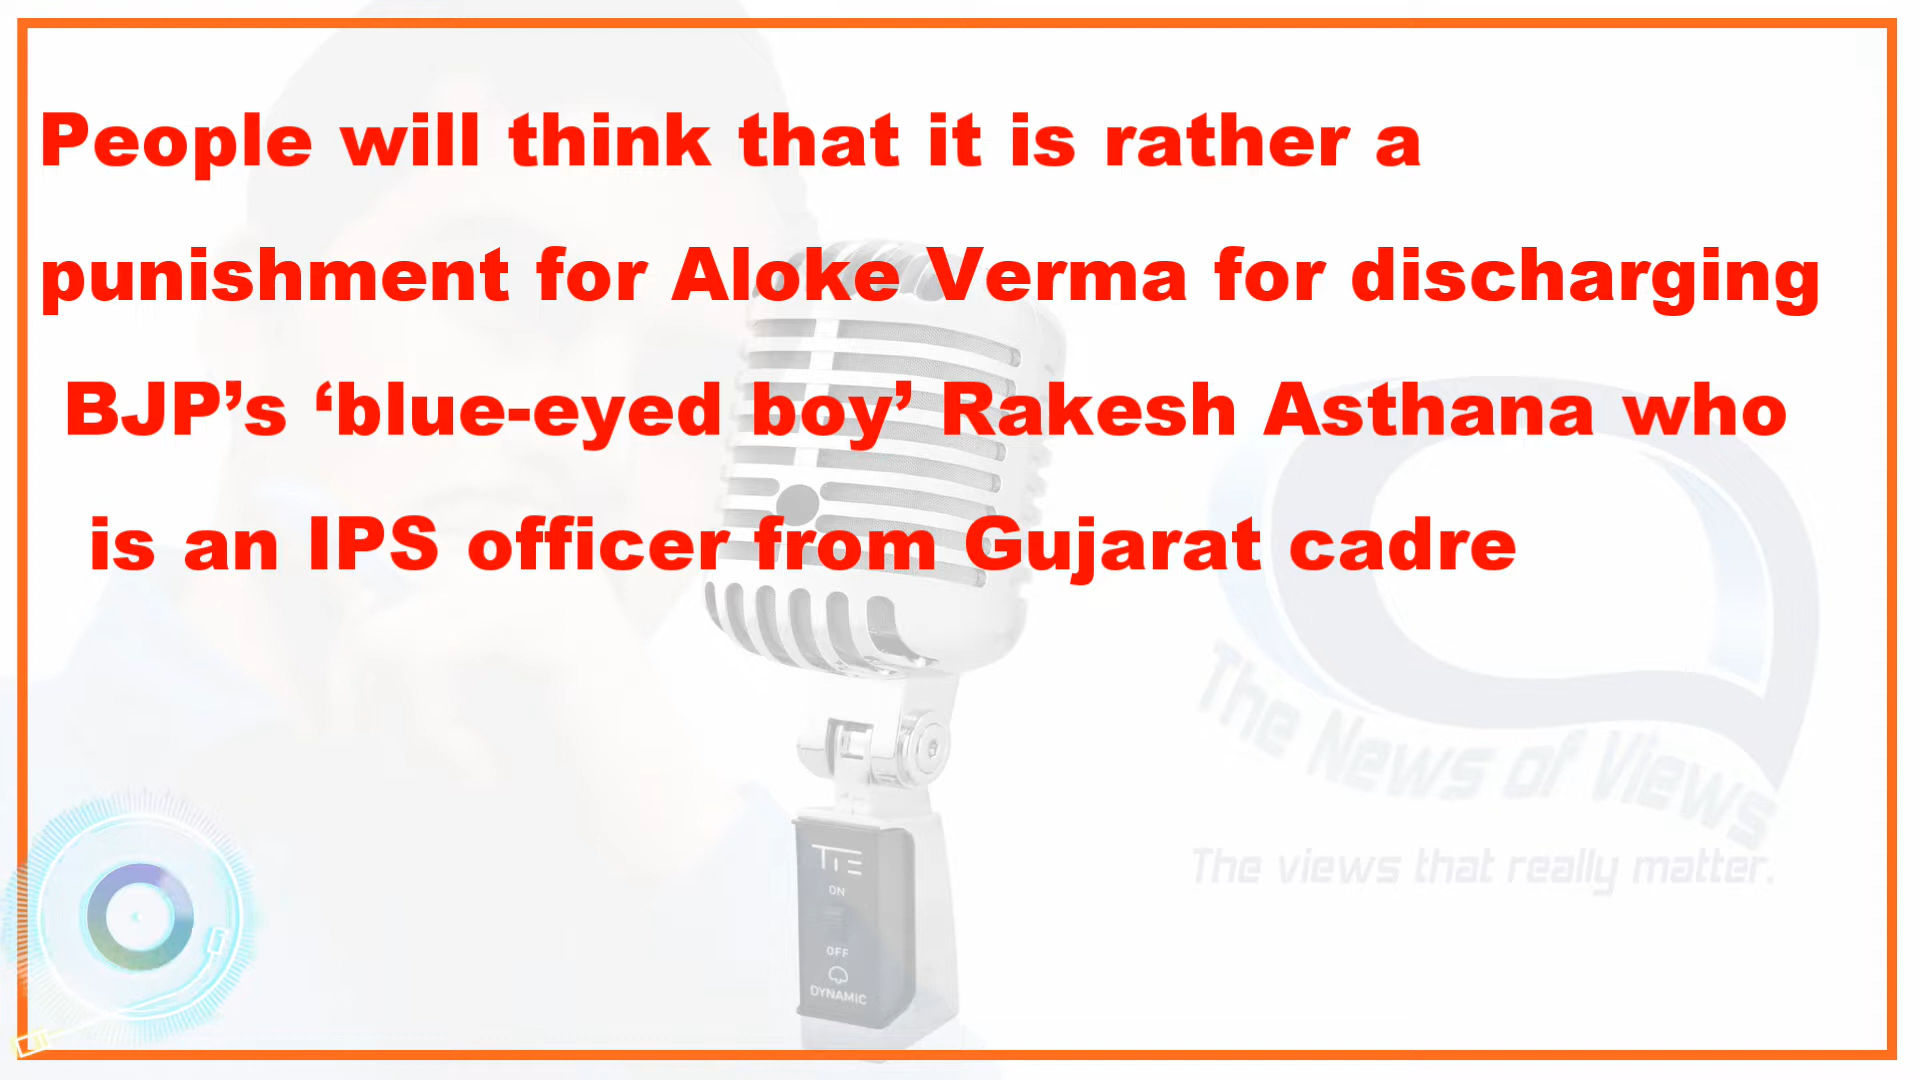 People will think that it is rather a
punishment for Aloke Verma for discharging
BJP’s ‘blue-eyed boy’ Rakesh Asthana who
is an IPS officer from Gujarat cadre
The News of Views
The views that really matter.
TIE
ON
OFF
DYNAMIC